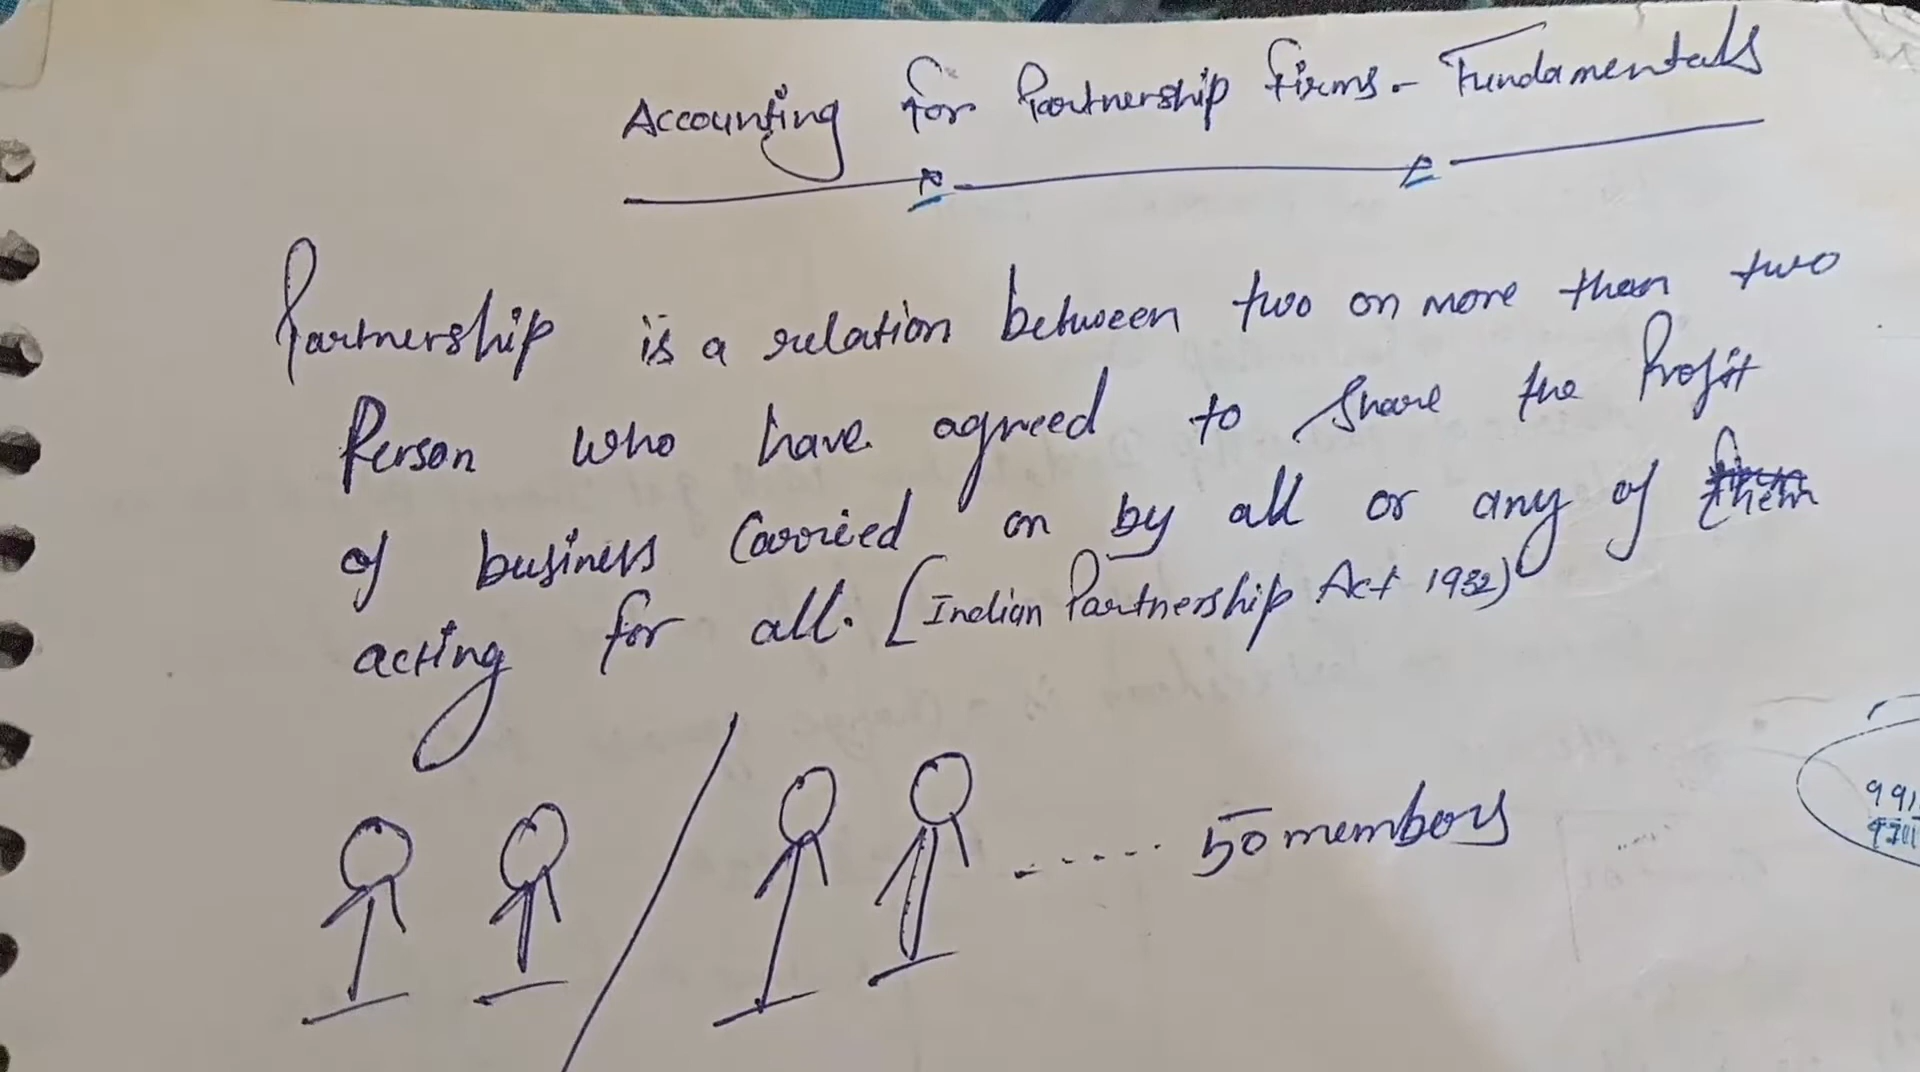 Accounting for Partnership Firms - Fundamentals
Partnership is a relation between two or more than two
Person who have agreed to share the Profit
of business Carried on by all or any of them
acting for all. [Indian Partnership Act 1932)
..... 50 members
991